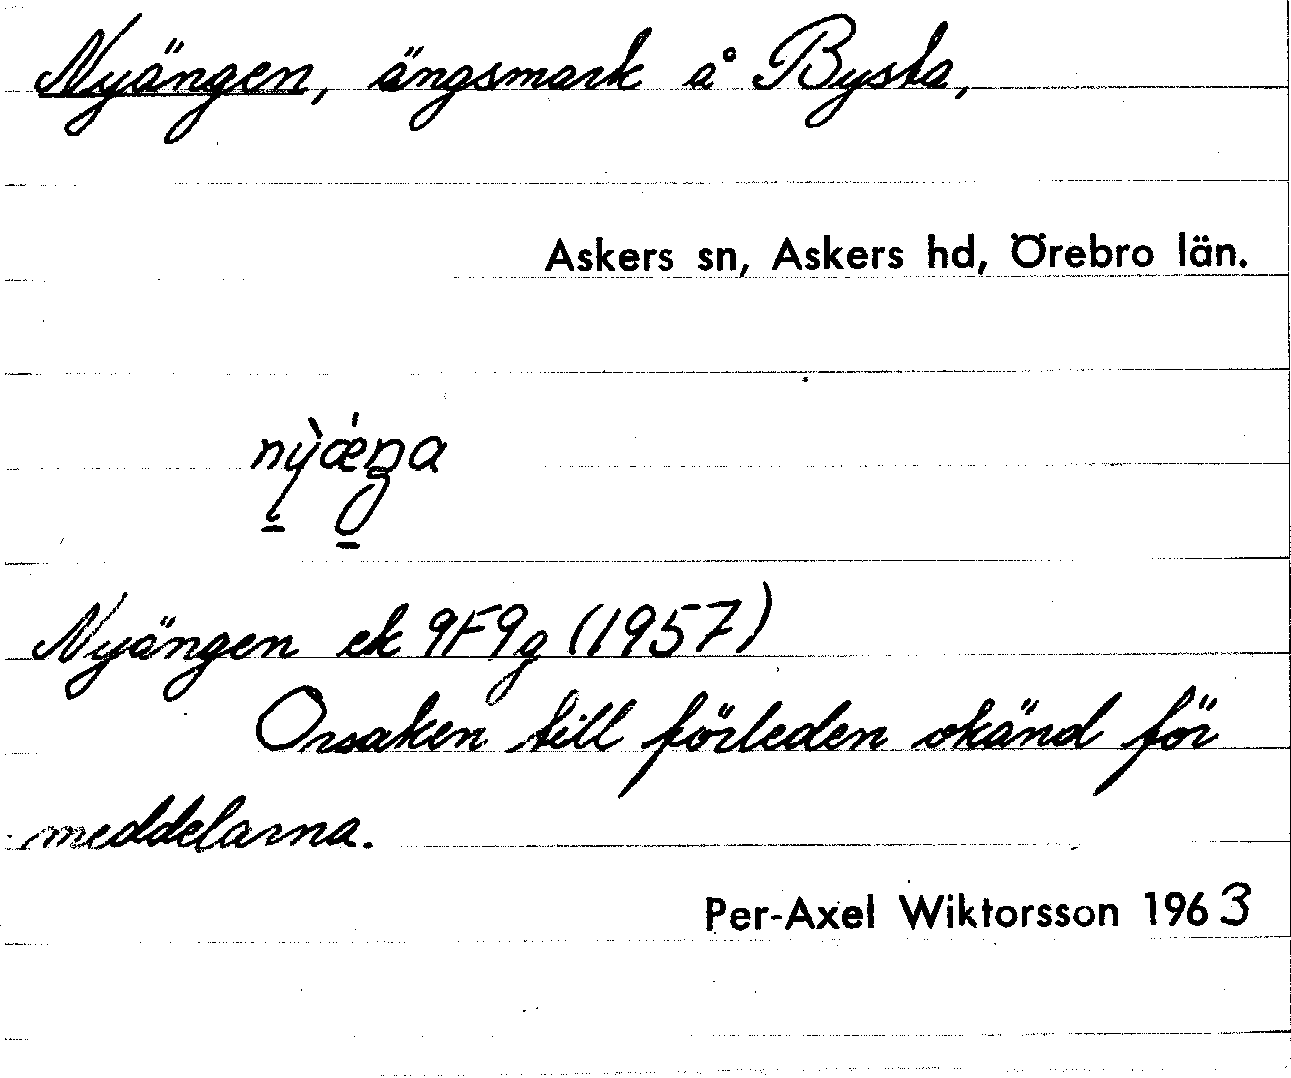 Nyängen, ängsmark å Bysta,
Askers sn, Askers hd, Örebro län.
Nyängen ek 9F9g (1957)
Orsaken till förleden okänd för
meddelarna.
Per-Axel Wiktorsson 1963